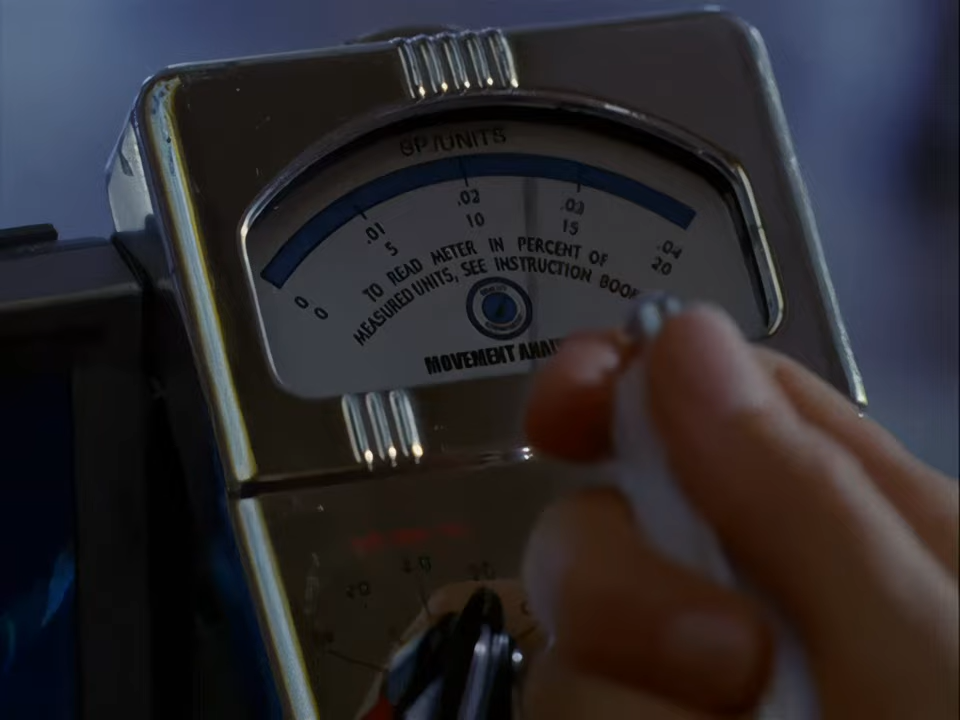 SP/UNITS
.01 .02 .03 .04
0 5 10 15 20
0
TO READ METER IN PERCENT OF
MEASURED UNITS, SEE INSTRUCTION BOOK
MOVEMENT